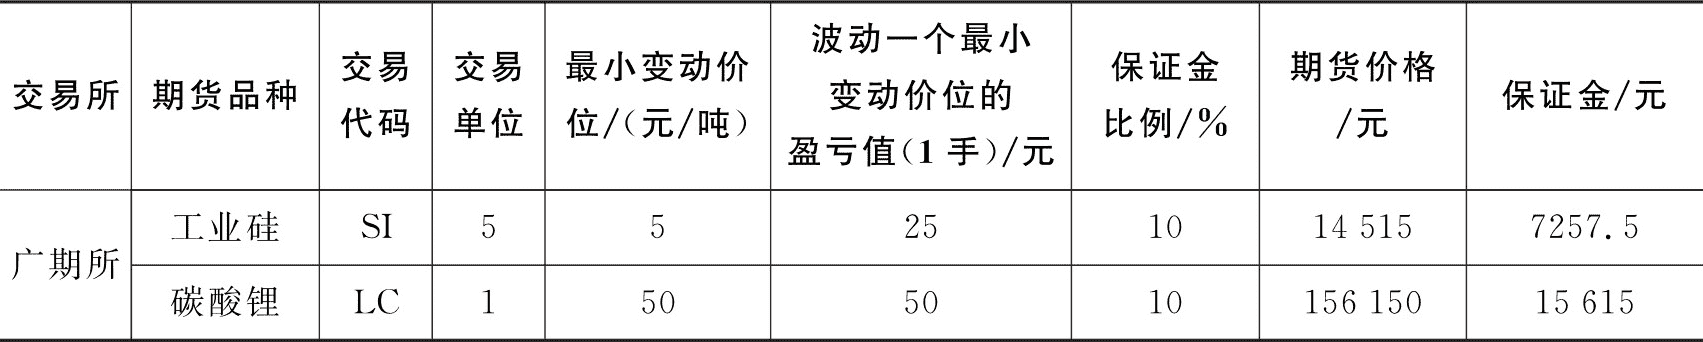 交易所 期货品种 交易代码 交易单位 最小变动价位/(元/吨) 波动一个最小变动价位的盈亏值(1手)/元 保证金比例/% 期货价格/元 保证金/元
广期所 工业硅 SI 5 5 25 10 14 515 7257.5
碳酸锂 LC 1 50 50 10 156 150 15 615